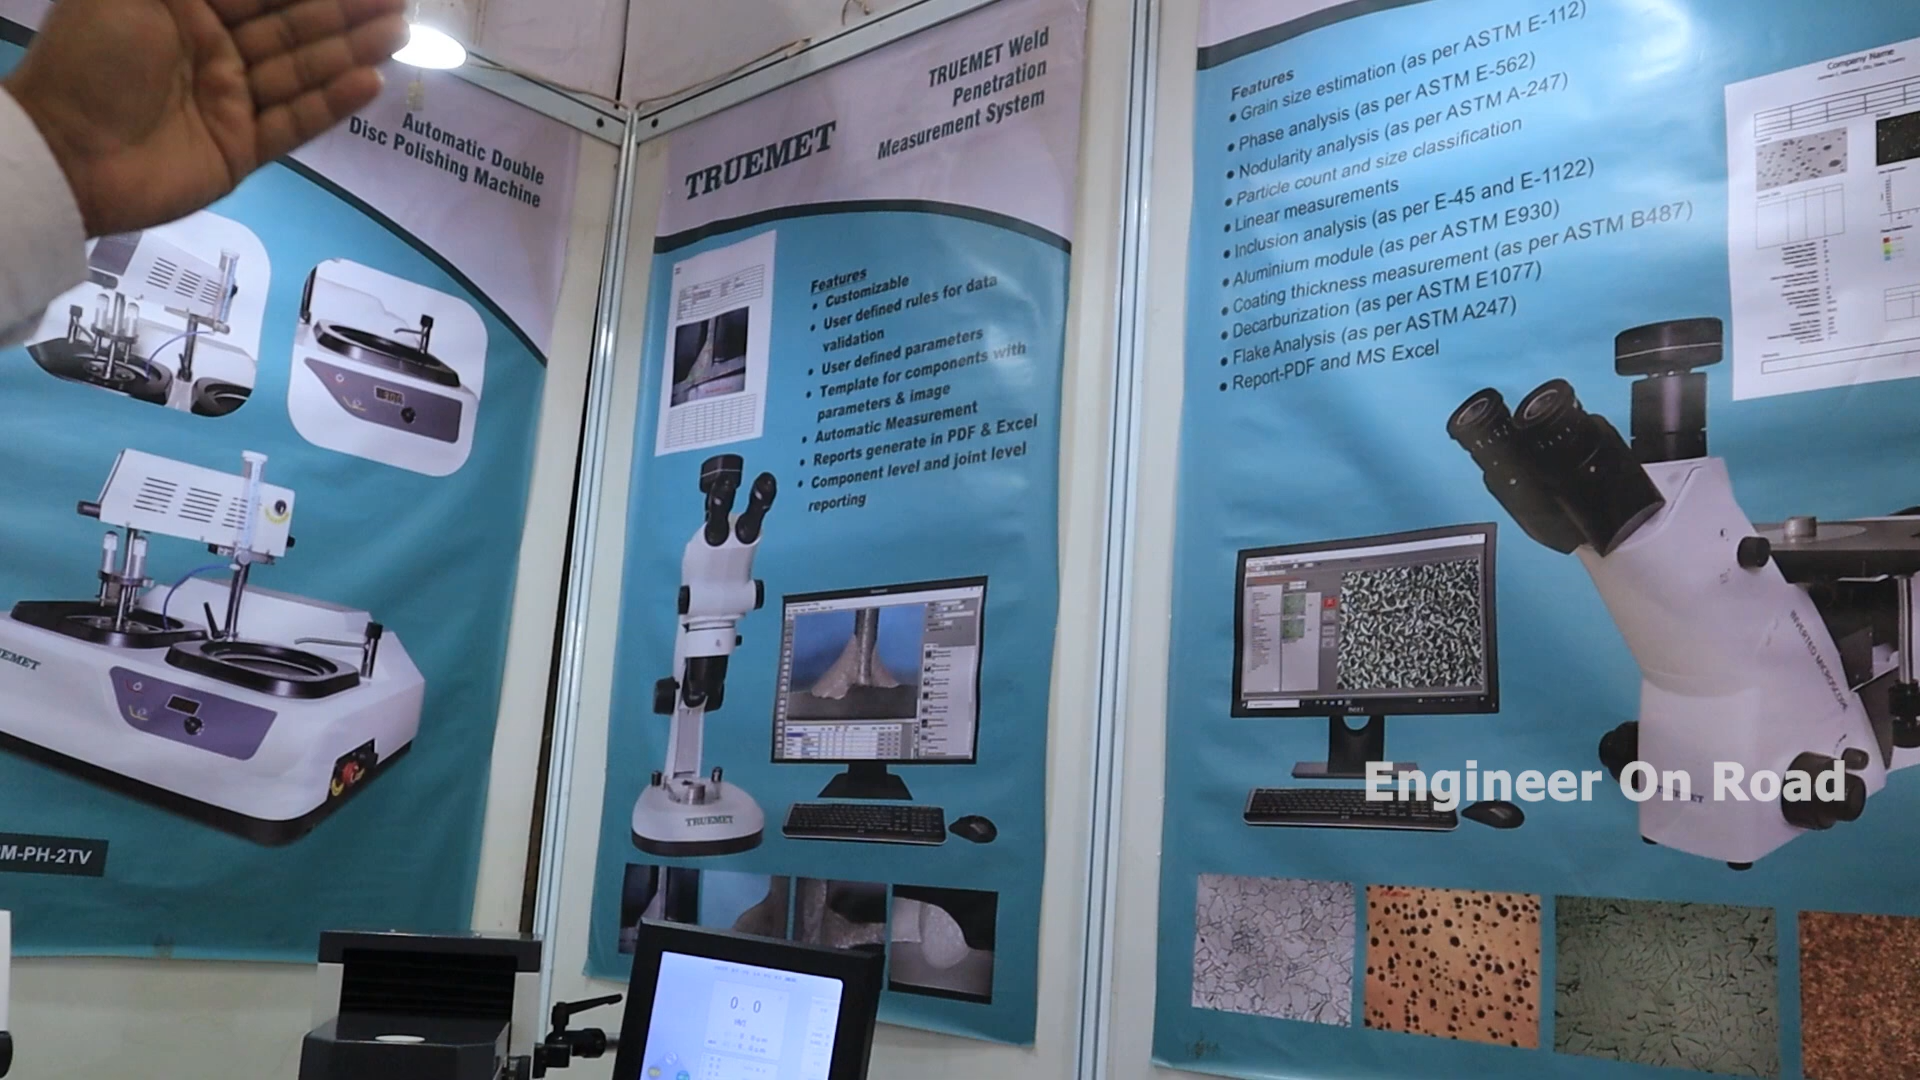 Automatic Double
Disc Polishing Machine
TRUEMET
TRUEMET Weld
Penetration
Measurement System
Features
• Customizable
• User defined rules for data
validation
• User defined parameters
• Template for components with
parameters & image
• Automatic Measurement
• Reports generate in PDF & Excel
• Component level and joint level
reporting
TRUEMET
Features
• Grain size estimation (as per ASTM E-112)
• Phase analysis (as per ASTM E-562)
• Nodularity analysis (as per ASTM A-247)
• Particle count and size classification
• Linear measurements
• Inclusion analysis (as per E-45 and E-1122)
• Aluminium module (as per ASTM E930)
• Coating thickness measurement (as per ASTM B487)
• Decarburization (as per ASTM E1077)
• Flake Analysis (as per ASTM A247)
• Report-PDF and MS Excel
Company Name
INVERTED MICROSCOPE
Engineer On Road
M-PH-2TV
0.0